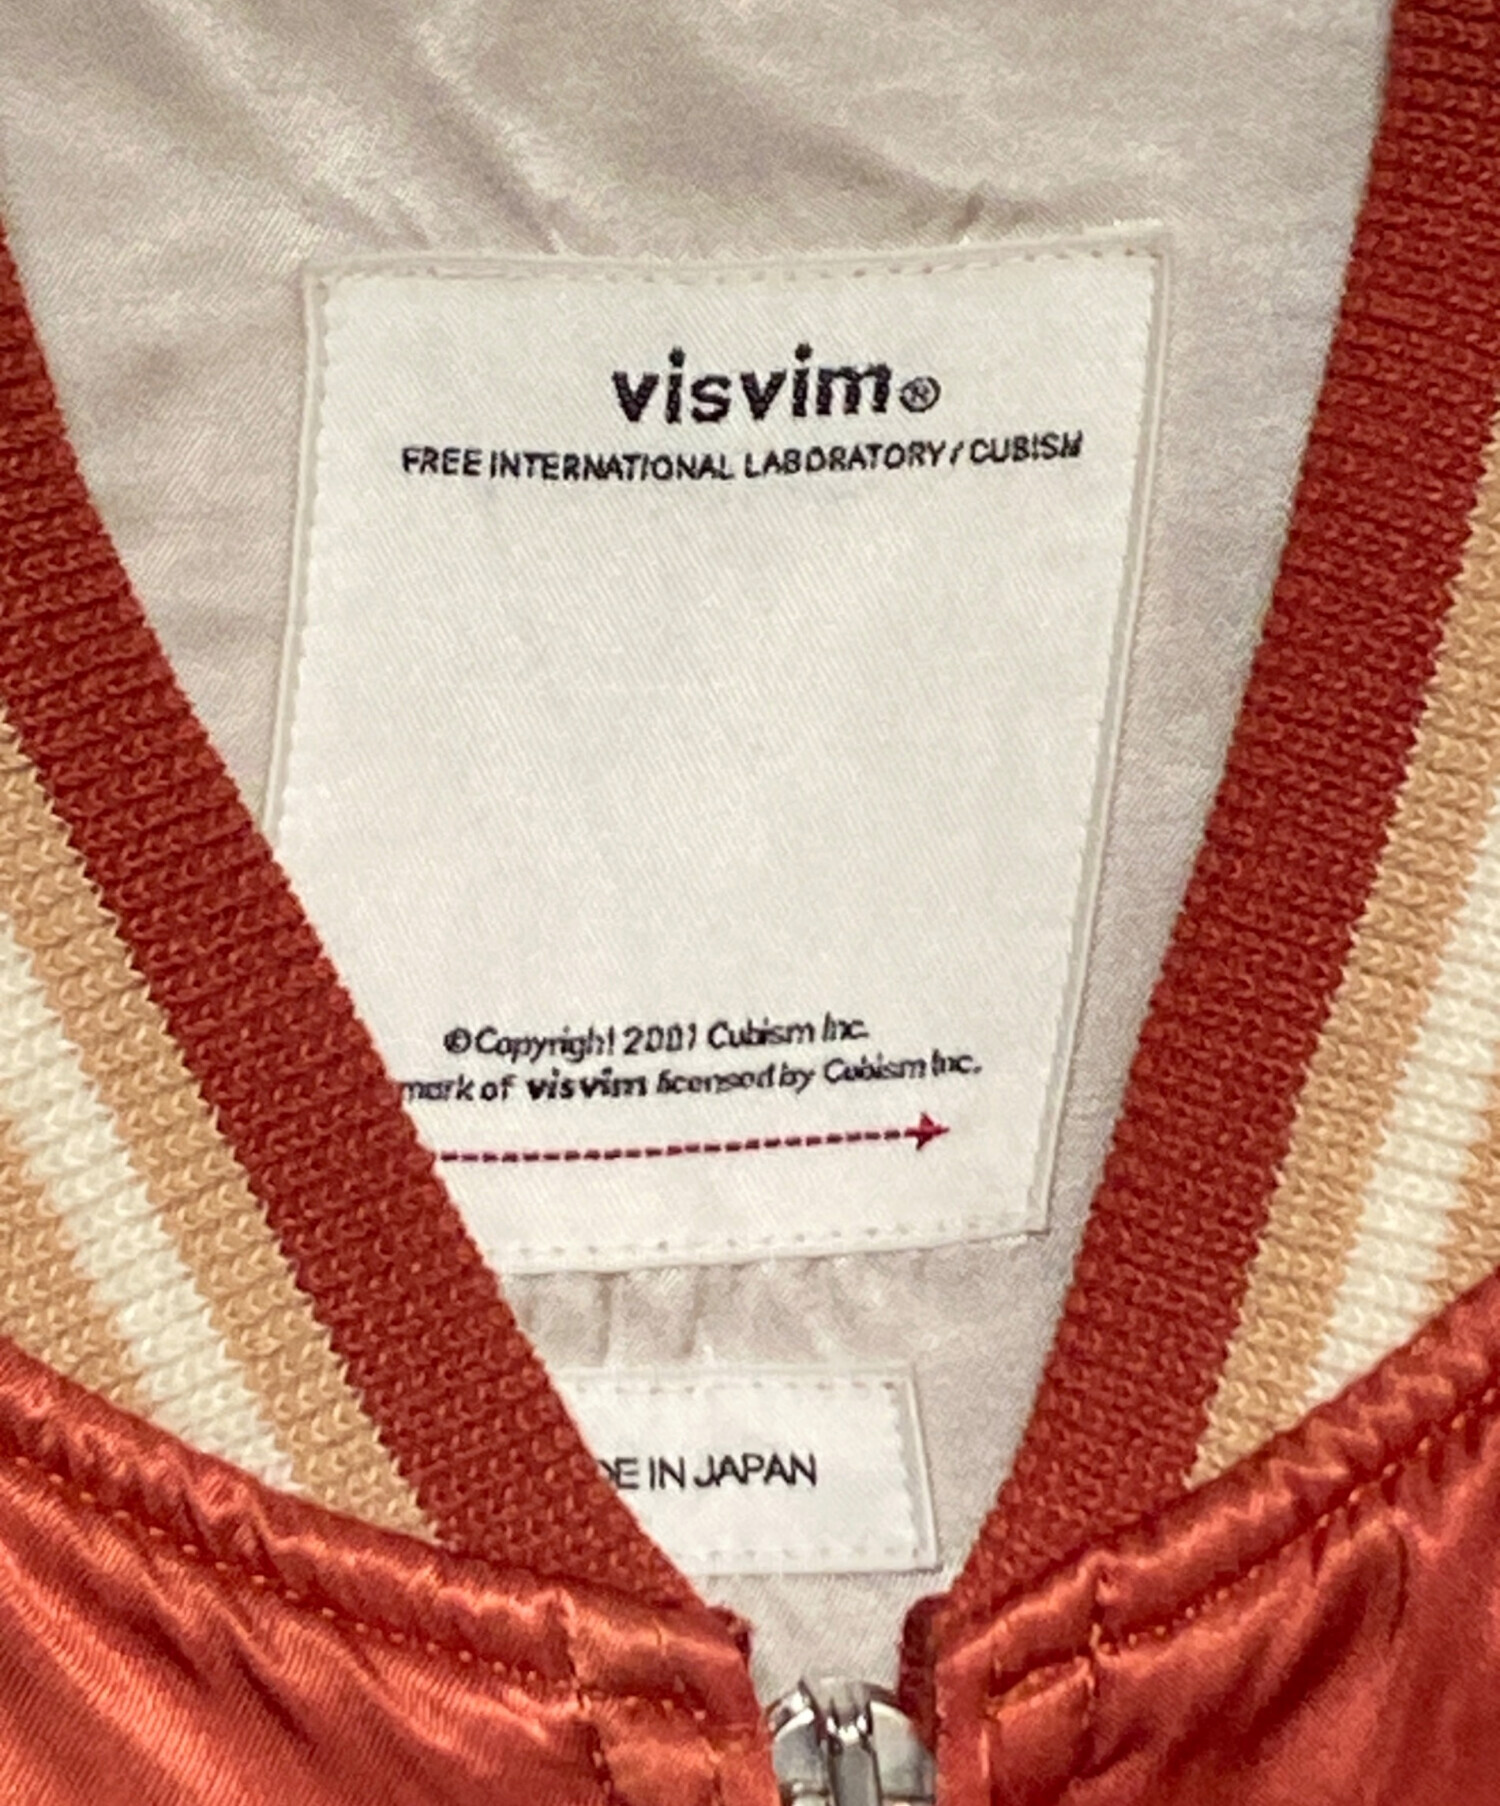 visvim®
FREE INTERNATIONAL LABORATORY / CUBISM
©Copyright 2001 Cubism Inc.
mark of visvim licensed by Cubism Inc.
DE IN JAPAN